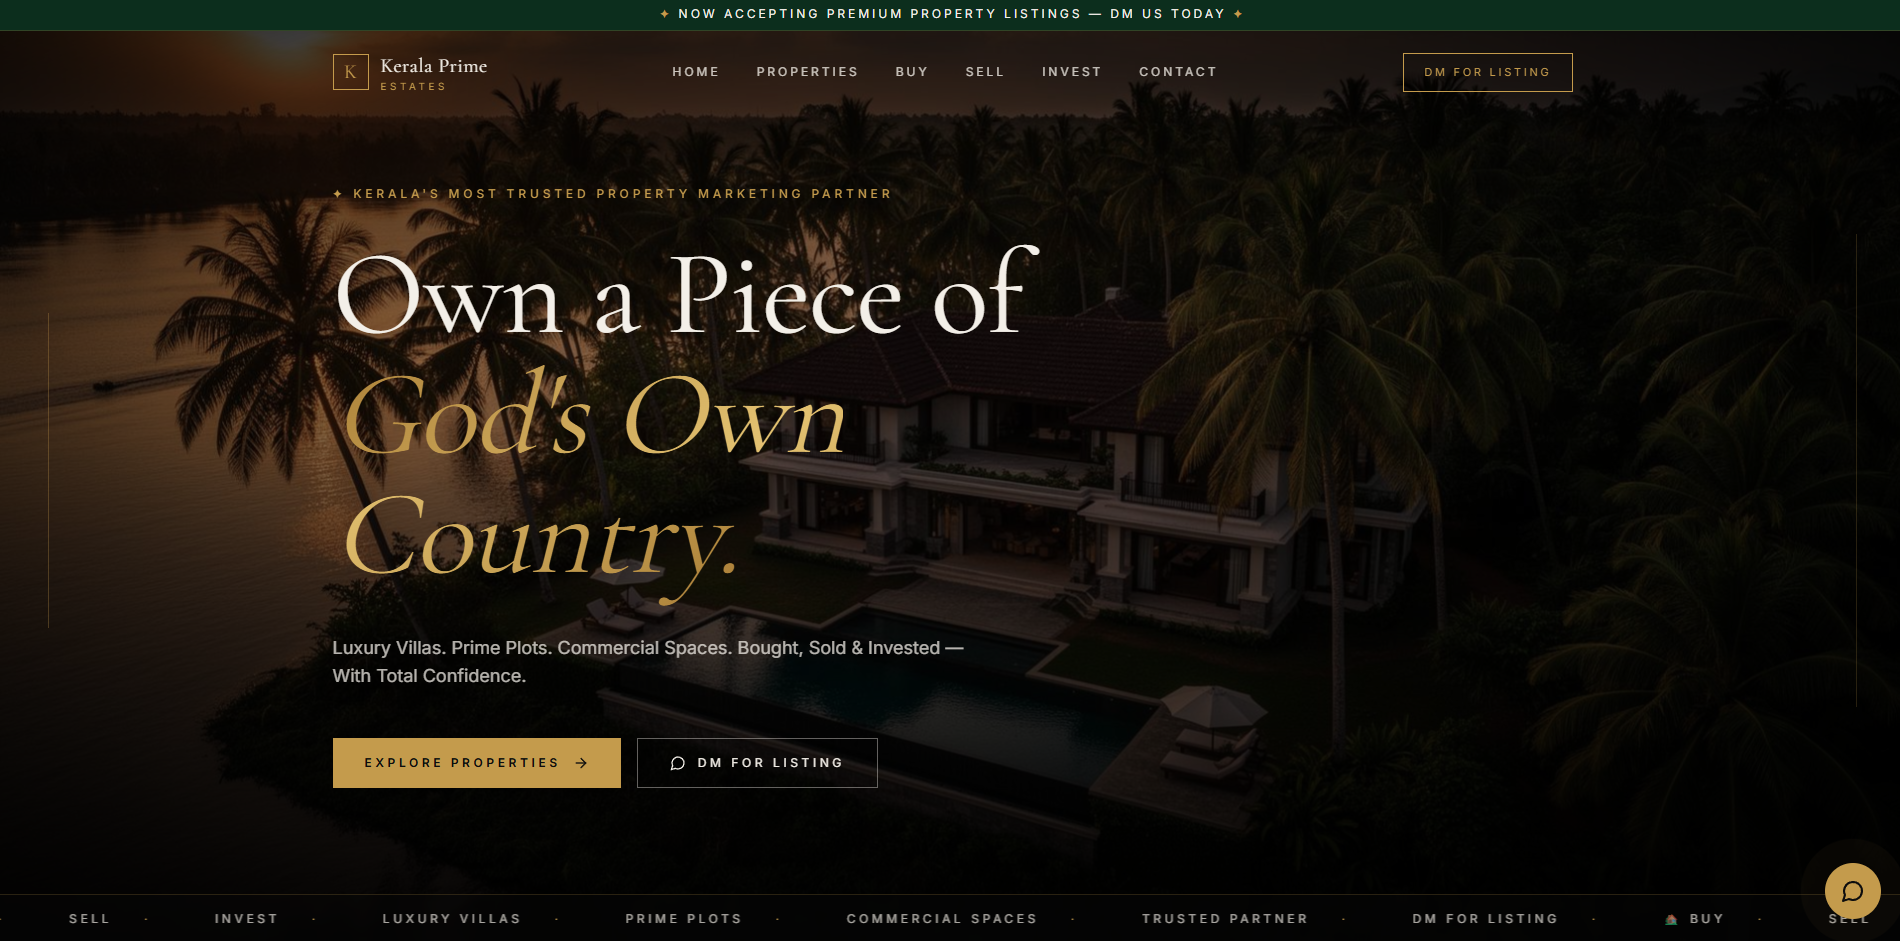 ✦ NOW ACCEPTING PREMIUM PROPERTY LISTINGS — DM US TODAY ✦
K
Kerala Prime
ESTATES
HOME PROPERTIES BUY SELL INVEST CONTACT
DM FOR LISTING
✦ KERALA'S MOST TRUSTED PROPERTY MARKETING PARTNER
Own a Piece of
God's Own
Country.
Luxury Villas. Prime Plots. Commercial Spaces. Bought, Sold & Invested —
With Total Confidence.
EXPLORE PROPERTIES →
DM FOR LISTING
SELL · INVEST · LUXURY VILLAS · PRIME PLOTS · COMMERCIAL SPACES · TRUSTED PARTNER · DM FOR LISTING · 🏡 BUY · SELL